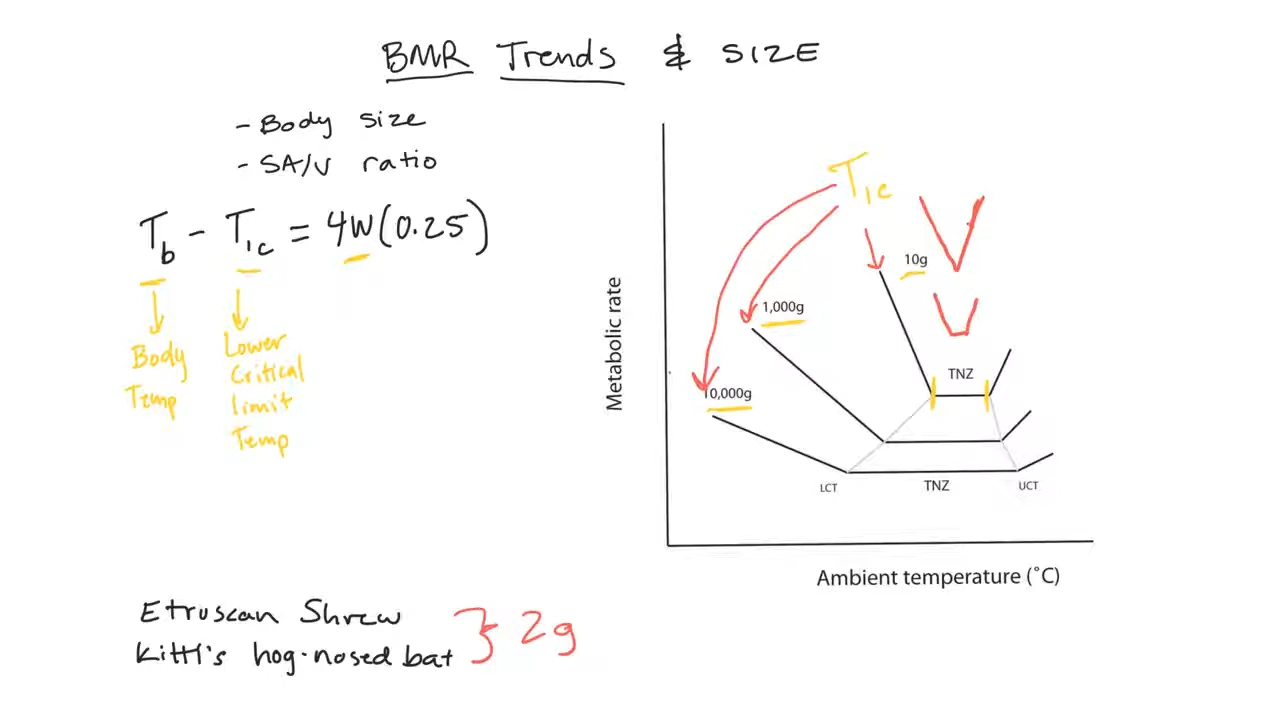 BMR Trends & SIZE
- Body size
- SA/V ratio
Tb - Tlc = 4W(0.25)
Body
Temp
Lower
Critical
limit
Temp
Etruscan Shrew
Kitti's hog-nosed bat
} 2g
Tlc
10g
1,000g
10,000g
TNZ
LCT
TNZ
UCT
Metabolic rate
Ambient temperature (˚C)